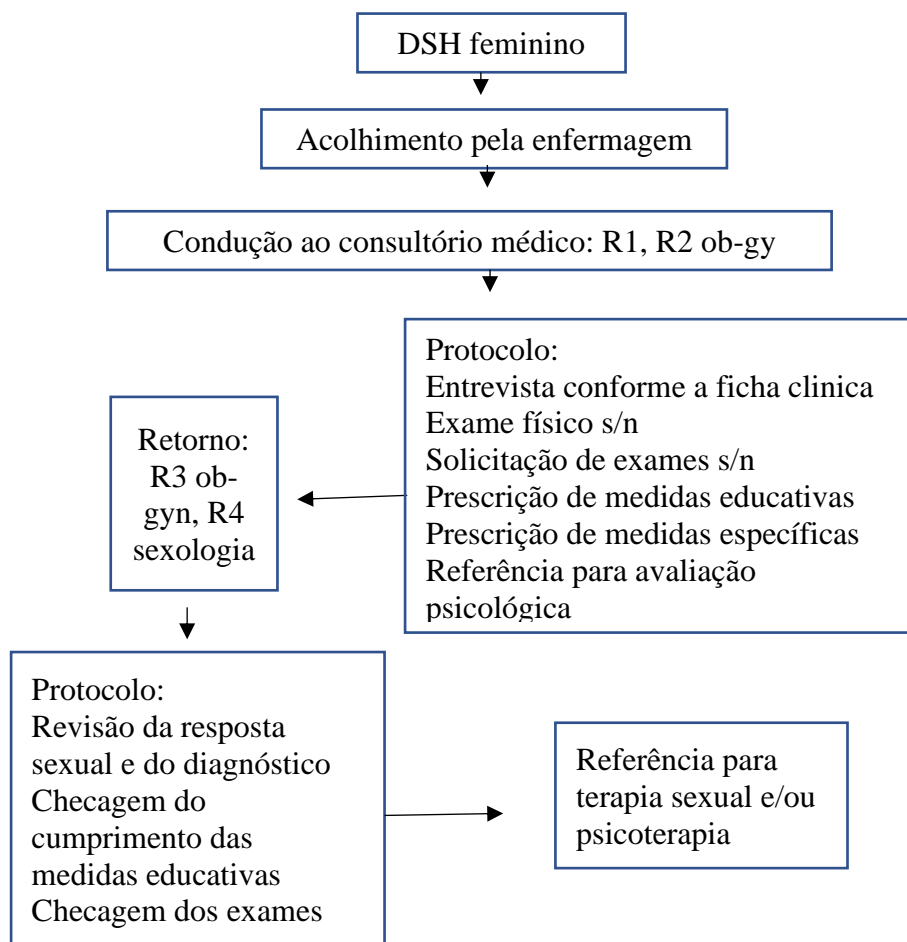 DSH feminino
Acolhimento pela enfermagem
Condução ao consultório médico: R1, R2 ob-gy
Protocolo:
Entrevista conforme a ficha clinica
Exame físico s/n
Solicitação de exames s/n
Prescrição de medidas educativas
Prescrição de medidas específicas
Referência para avaliação
psicológica
Retorno:
R3 ob-
gyn, R4
sexologia
Protocolo:
Revisão da resposta
sexual e do diagnóstico
Checagem do
cumprimento das
medidas educativas
Checagem dos exames
Referência para
terapia sexual e/ou
psicoterapia